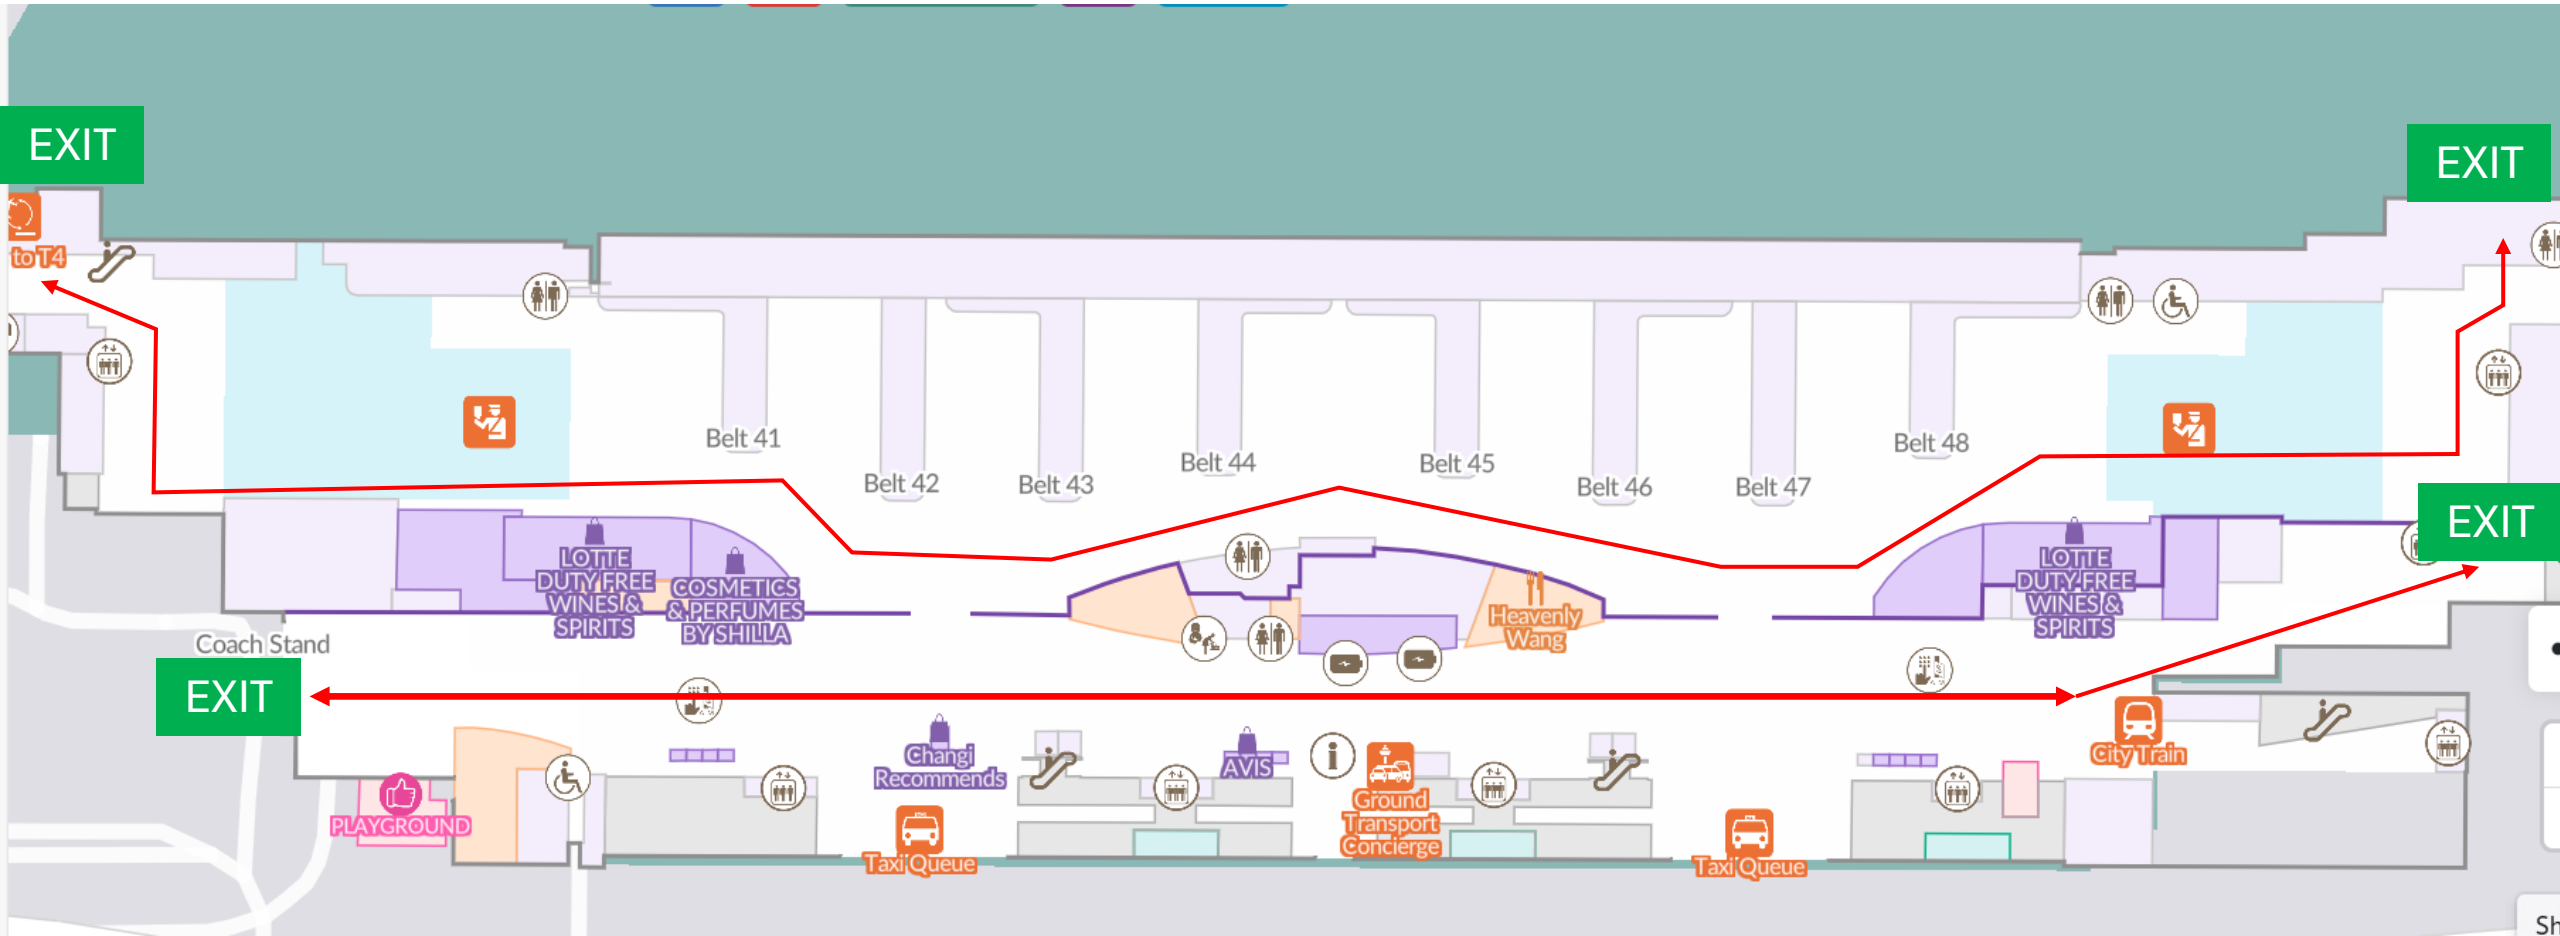 EXIT
EXIT
to T4
Belt 41
Belt 42
Belt 43
Belt 44
Belt 45
Belt 46
Belt 47
Belt 48
EXIT
LOTTE
DUTY FREE
WINES &
SPIRITS
COSMETICS
& PERFUMES
BY SHILLA
Heavenly
Wang
LOTTE
DUTY FREE
WINES &
SPIRITS
Coach Stand
EXIT
Changi
Recommends
AVIS
City Train
PLAYGROUND
Ground
Transport
Concierge
Taxi Queue
Taxi Queue
Sh